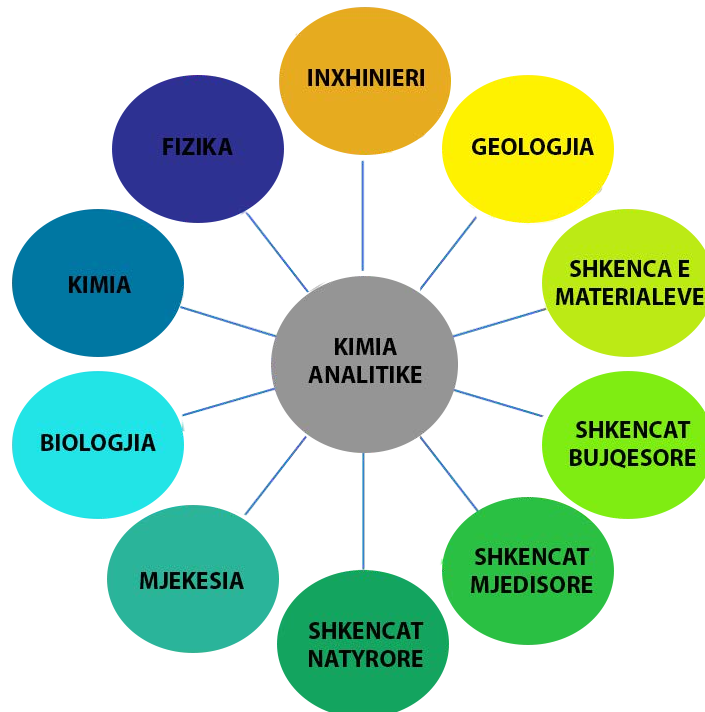 INXHINIERI
FIZIKA
GEOLOGJIA
KIMIA
SHKENCA E
MATERIALEVE
KIMIA
ANALITIKE
BIOLOGJIA
SHKENCAT
BUJQESORE
MJEKESIA
SHKENCAT
MJEDISORE
SHKENCAT
NATYRORE